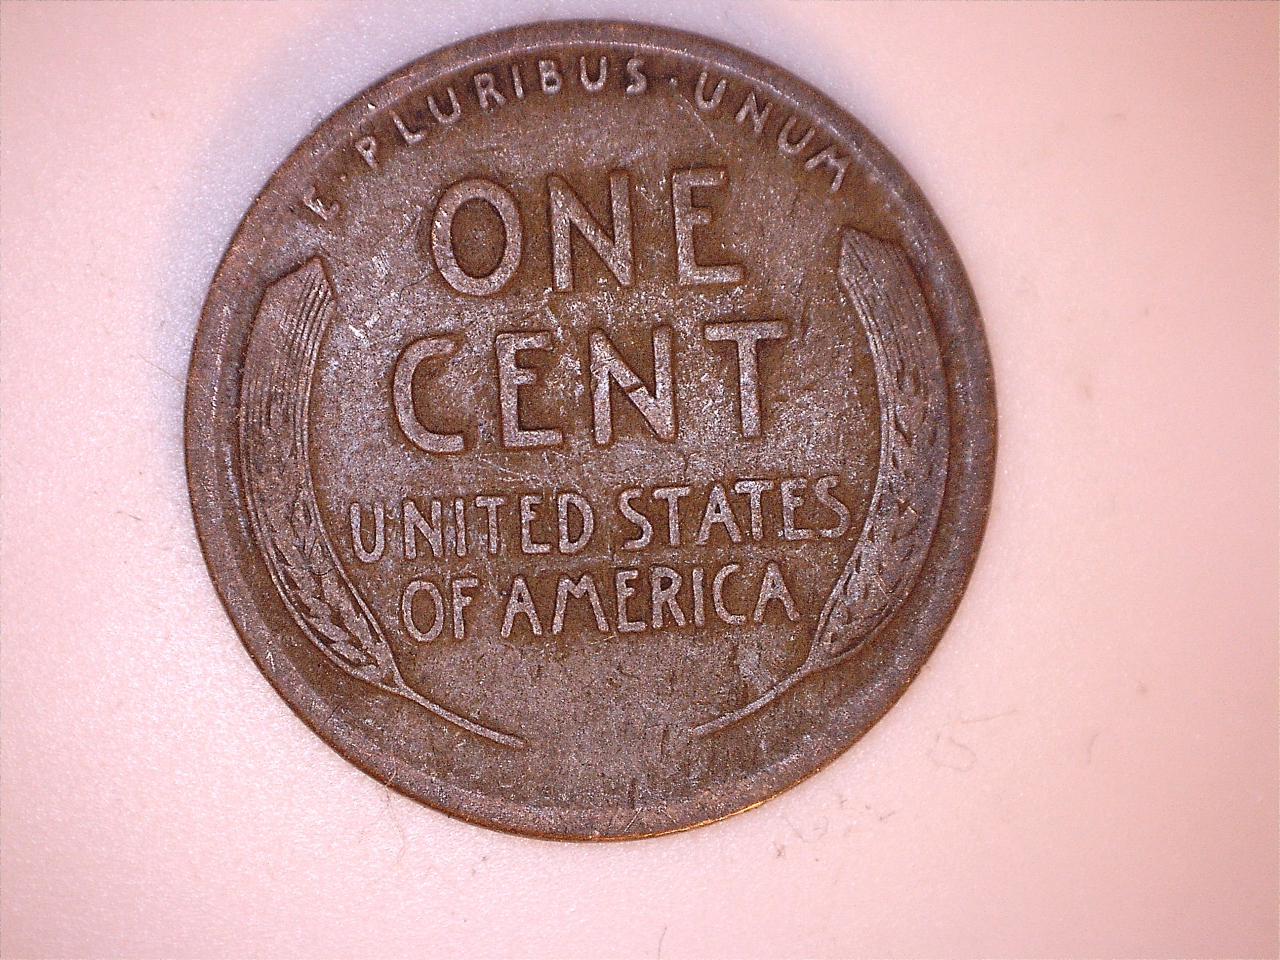 E · PLURIBUS · UNUM
ONE
CENT
UNITED STATES
OF AMERICA